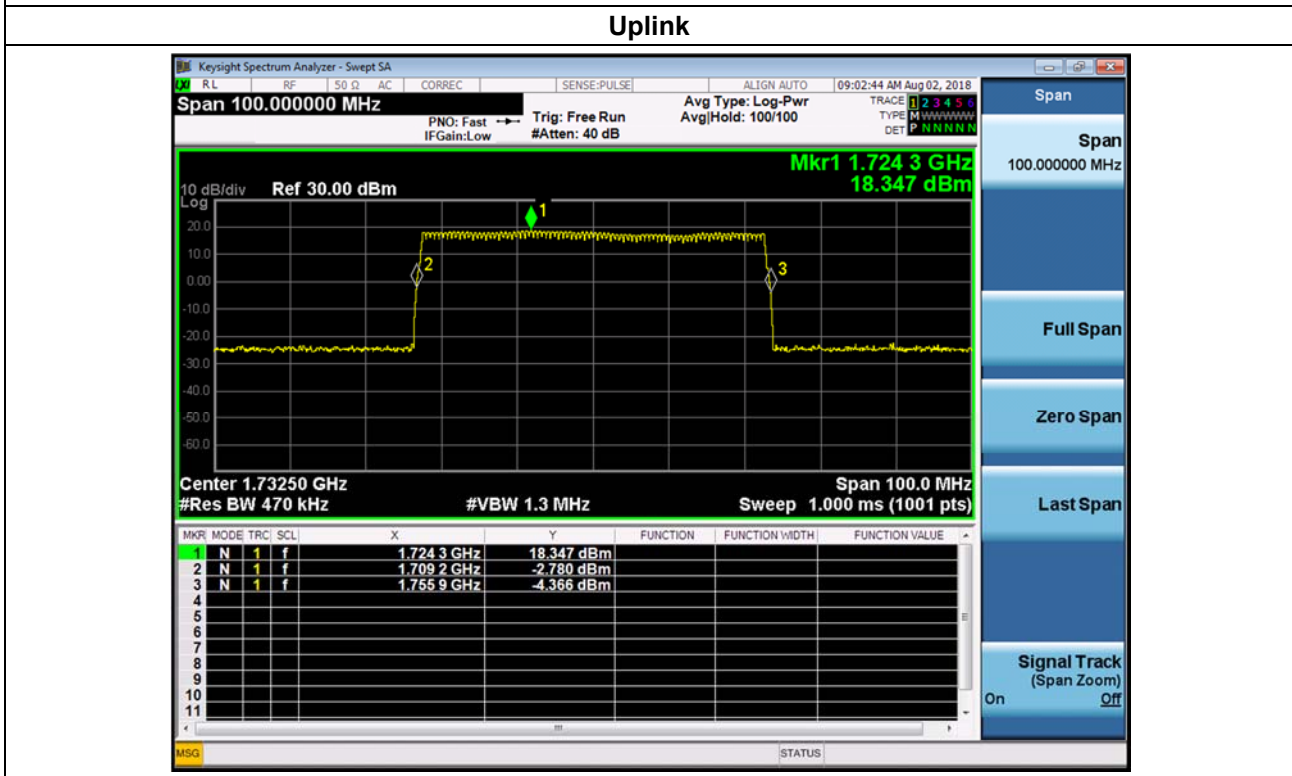 Uplink
Keysight Spectrum Analyzer - Swept SA
LXI RL RF 50 Ω AC CORREC SENSE:PULSE ALIGN AUTO 09:02:44 AM Aug 02, 2018
Span 100.000000 MHz
PNO: Fast
IFGain:Low
Trig: Free Run
#Atten: 40 dB
Avg Type: Log-Pwr
Avg|Hold: 100/100
TRACE 1 2 3 4 5 6
TYPE M WWWWW
DET P N N N N N
Mkr1 1.724 3 GHz
18.347 dBm
10 dB/div Ref 30.00 dBm
Log
20.0
10.0
0.00
-10.0
-20.0
-30.0
-40.0
-50.0
-60.0
1
2
3
Center 1.73250 GHz Span 100.0 MHz
#Res BW 470 kHz #VBW 1.3 MHz Sweep 1.000 ms (1001 pts)
MKR MODE TRC SCL X Y FUNCTION FUNCTION WIDTH FUNCTION VALUE
1 N 1 f 1.724 3 GHz 18.347 dBm
2 N 1 f 1.709 2 GHz -2.780 dBm
3 N 1 f 1.755 9 GHz -4.366 dBm
4
5
6
7
8
9
10
11
MSG STATUS
Span
Span
100.000000 MHz
Full Span
Zero Span
Last Span
Signal Track
(Span Zoom)
On Off